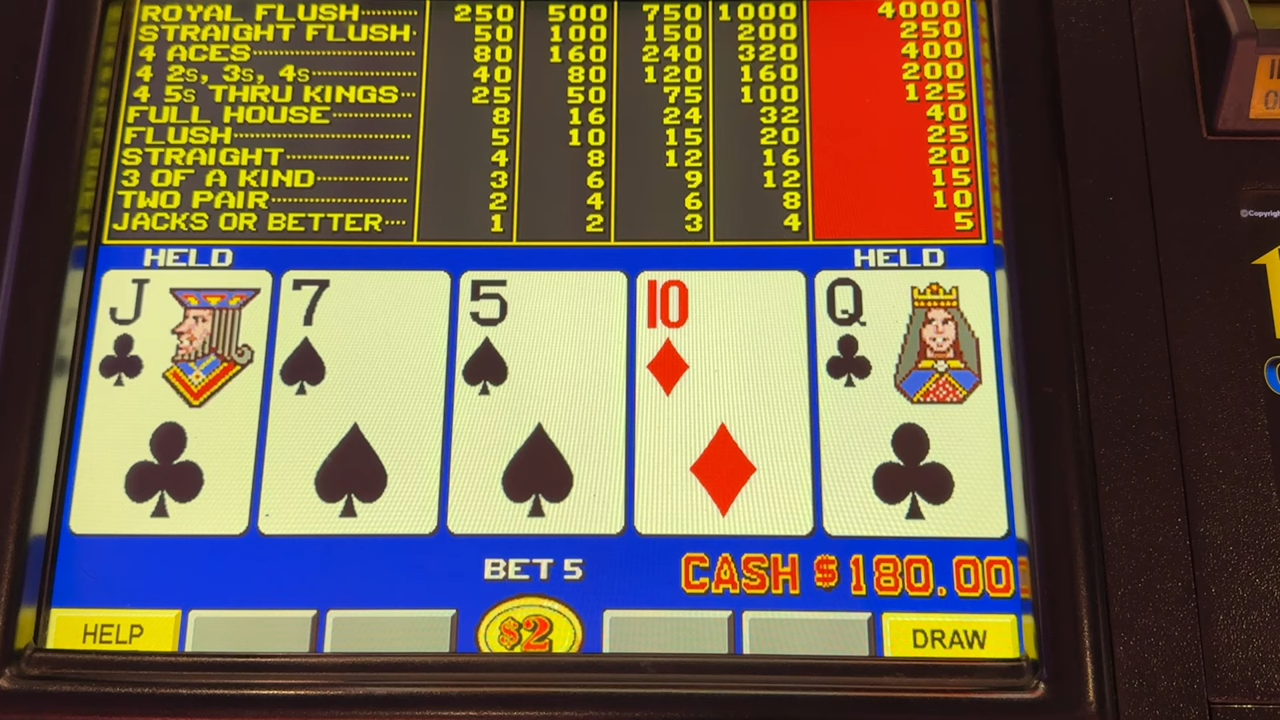 ROYAL FLUSH 250 500 750 1000 4000
STRAIGHT FLUSH 50 100 150 200 250
4 ACES 80 160 240 320 400
4 2S, 3S, 4S 40 80 120 160 200
4 5S THRU KINGS 25 50 75 100 125
FULL HOUSE 8 16 24 32 40
FLUSH 5 10 15 20 25
STRAIGHT 4 8 12 16 20
3 OF A KIND 3 6 9 12 15
TWO PAIR 2 4 6 8 10
JACKS OR BETTER 1 2 3 4 5
HELD HELD
J 7 5 10 Q
BET 5 CASH $180.00
HELP $2 DRAW